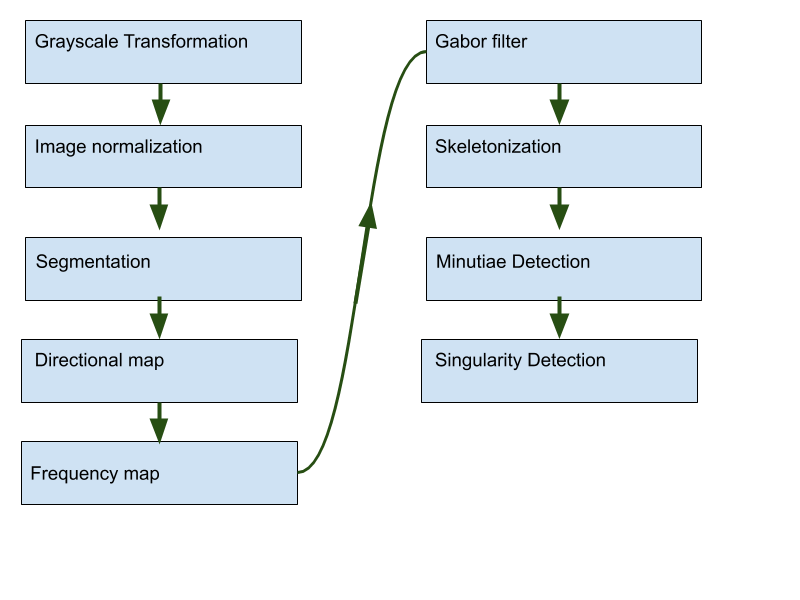 Grayscale Transformation
Image normalization
Segmentation
Directional map
Frequency map
Gabor filter
Skeletonization
Minutiae Detection
Singularity Detection